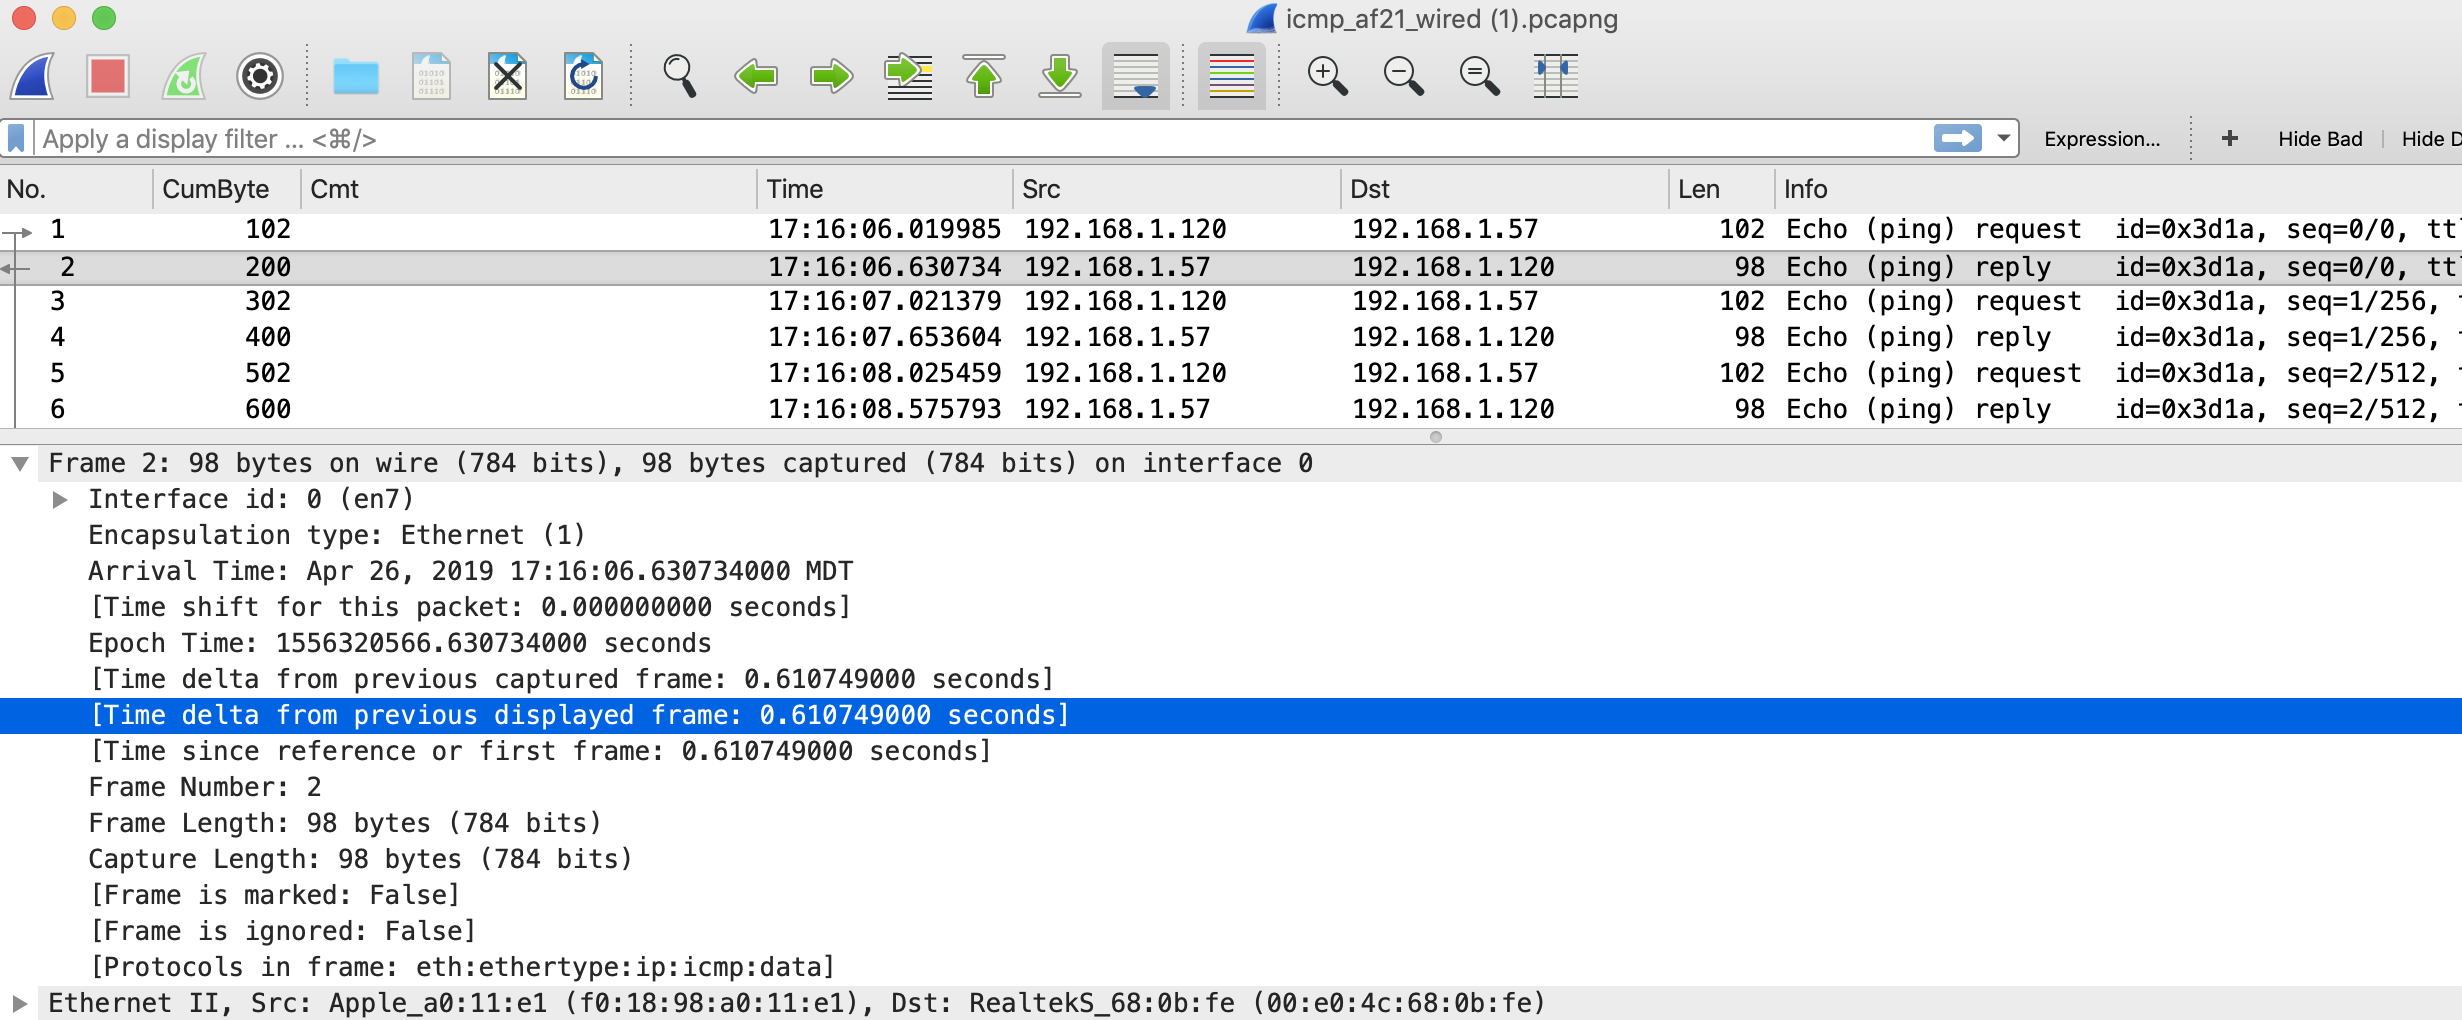 icmp_af21_wired (1).pcapng
Apply a display filter ... <⌘/> Expression... + Hide Bad Hide D
No. CumByte Cmt Time Src Dst Len Info
1 102 17:16:06.019985 192.168.1.120 192.168.1.57 102 Echo (ping) request id=0x3d1a, seq=0/0, tt
2 200 17:16:06.630734 192.168.1.57 192.168.1.120 98 Echo (ping) reply id=0x3d1a, seq=0/0, tt
3 302 17:16:07.021379 192.168.1.120 192.168.1.57 102 Echo (ping) request id=0x3d1a, seq=1/256,
4 400 17:16:07.653604 192.168.1.57 192.168.1.120 98 Echo (ping) reply id=0x3d1a, seq=1/256,
5 502 17:16:08.025459 192.168.1.120 192.168.1.57 102 Echo (ping) request id=0x3d1a, seq=2/512,
6 600 17:16:08.575793 192.168.1.57 192.168.1.120 98 Echo (ping) reply id=0x3d1a, seq=2/512,
Frame 2: 98 bytes on wire (784 bits), 98 bytes captured (784 bits) on interface 0
Interface id: 0 (en7)
Encapsulation type: Ethernet (1)
Arrival Time: Apr 26, 2019 17:16:06.630734000 MDT
[Time shift for this packet: 0.000000000 seconds]
Epoch Time: 1556320566.630734000 seconds
[Time delta from previous captured frame: 0.610749000 seconds]
[Time delta from previous displayed frame: 0.610749000 seconds]
[Time since reference or first frame: 0.610749000 seconds]
Frame Number: 2
Frame Length: 98 bytes (784 bits)
Capture Length: 98 bytes (784 bits)
[Frame is marked: False]
[Frame is ignored: False]
[Protocols in frame: eth:ethertype:ip:icmp:data]
Ethernet II, Src: Apple_a0:11:e1 (f0:18:98:a0:11:e1), Dst: RealtekS_68:0b:fe (00:e0:4c:68:0b:fe)